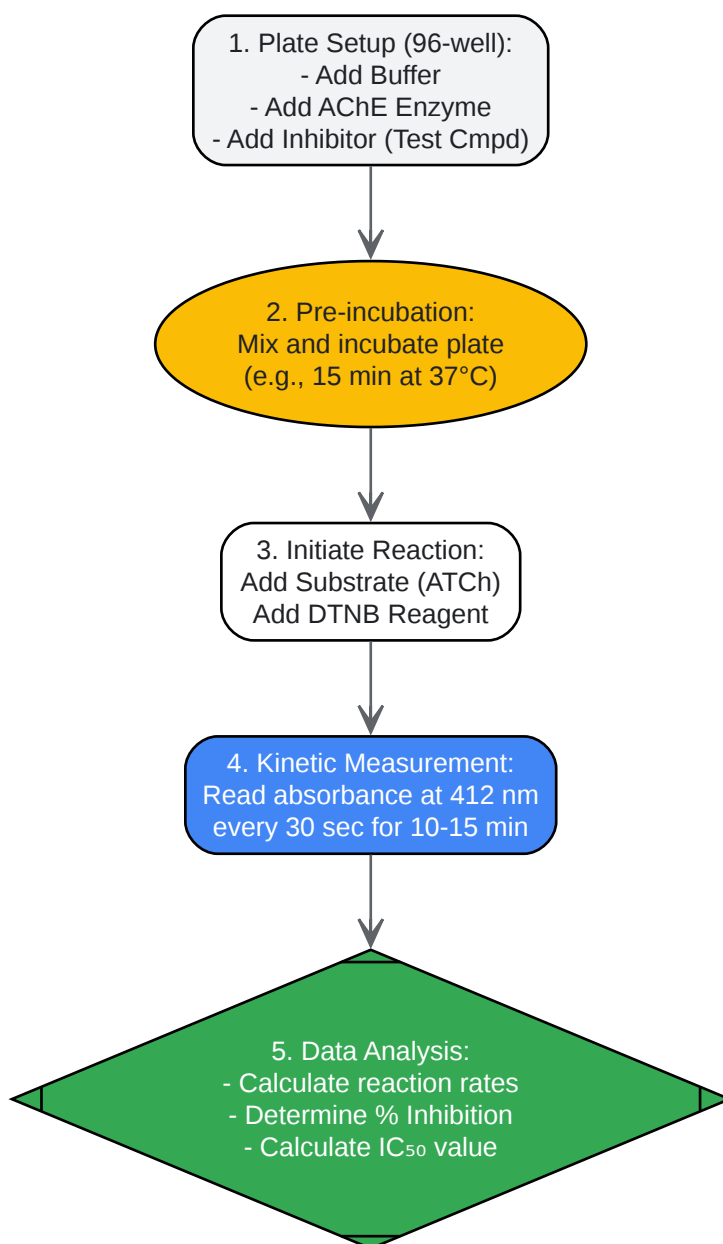 1. Plate Setup (96-well):
- Add Buffer
- Add AChE Enzyme
- Add Inhibitor (Test Cmpd)
2. Pre-incubation:
Mix and incubate plate
(e.g., 15 min at 37°C)
3. Initiate Reaction:
Add Substrate (ATCh)
Add DTNB Reagent
4. Kinetic Measurement:
Read absorbance at 412 nm
every 30 sec for 10-15 min
5. Data Analysis:
- Calculate reaction rates
- Determine % Inhibition
- Calculate IC₅₀ value